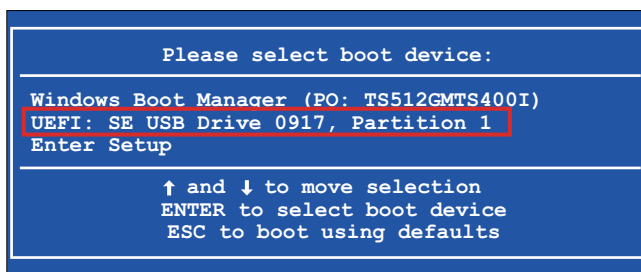 Please select boot device:
Windows Boot Manager (PO: TS512GMTS400I)
UEFI: SE USB Drive 0917, Partition 1
Enter Setup
↑ and ↓ to move selection
ENTER to select boot device
ESC to boot using defaults